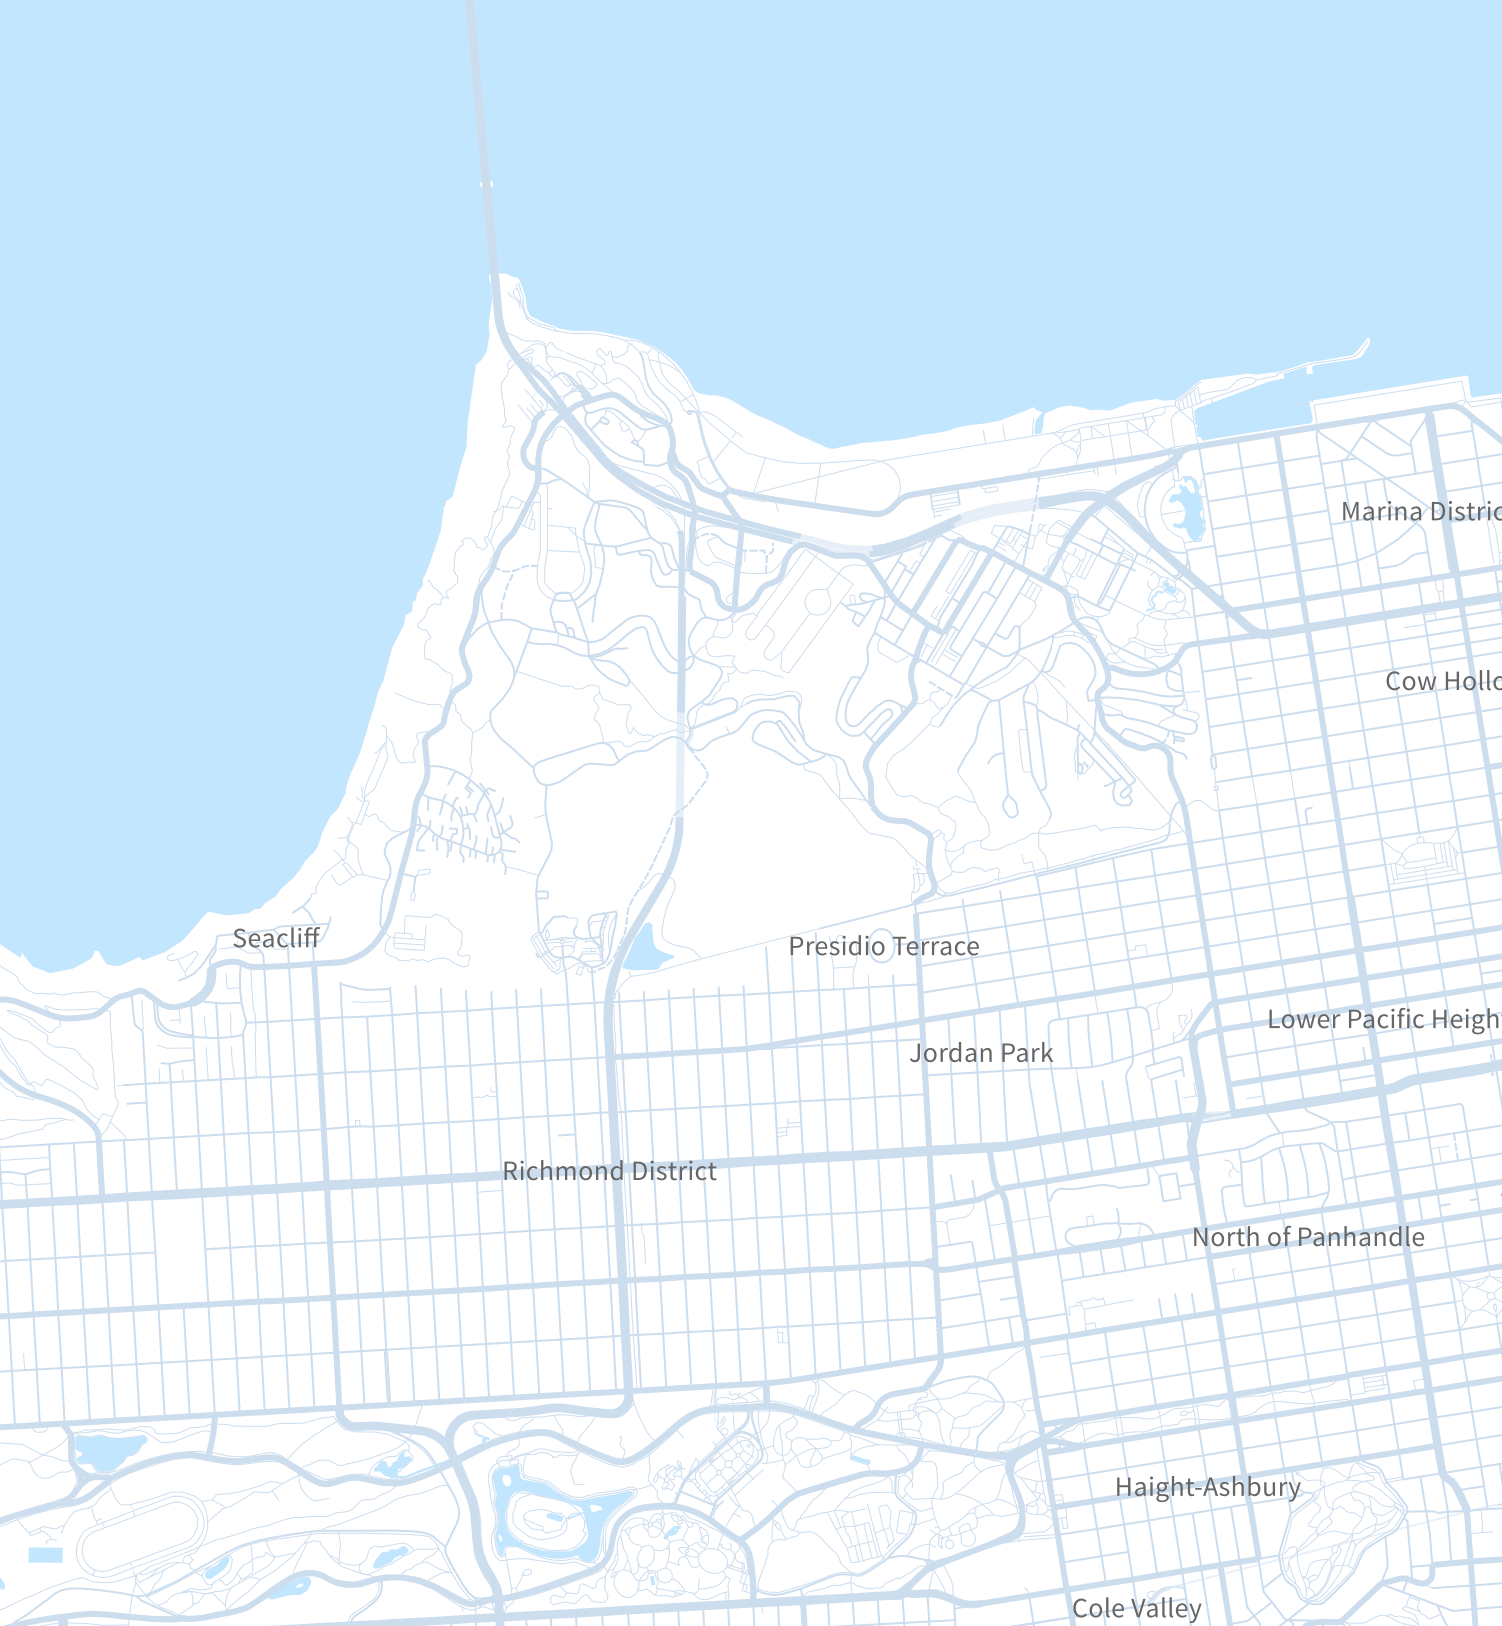 Marina Distric
Cow Hollo
Seacliff
Presidio Terrace
Lower Pacific Heigh
Jordan Park
Richmond District
North of Panhandle
Haight-Ashbury
Cole Valley